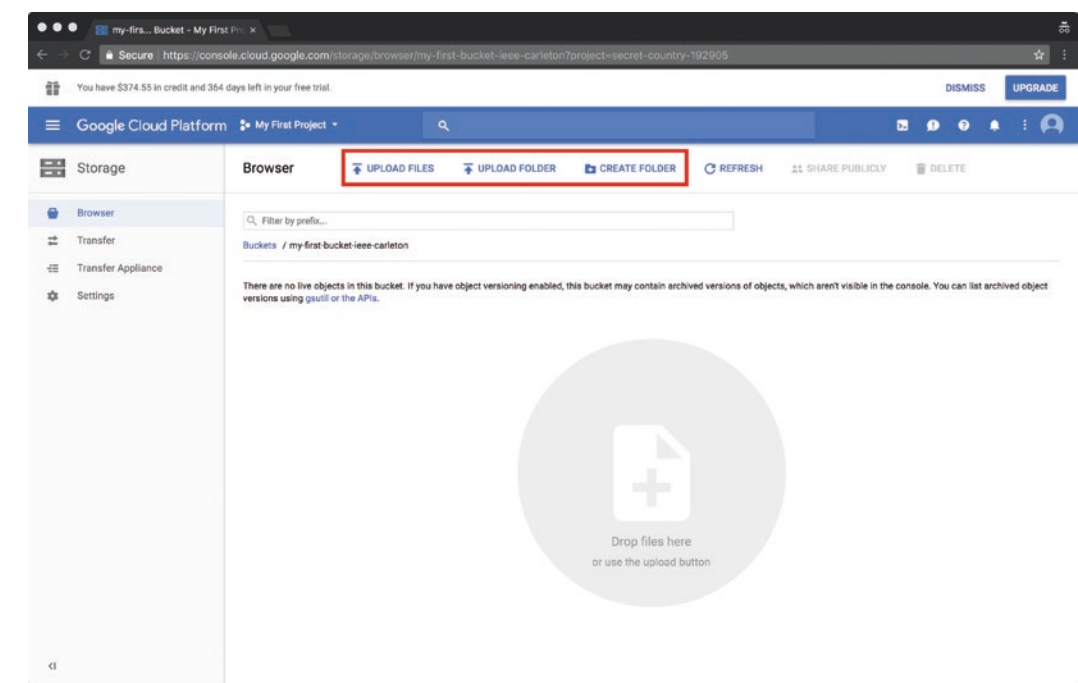 my-firs... Bucket - My First Pro
Secure https://console.cloud.google.com/storage/browser/my-first-bucket-ieee-carleton?project=secret-country-192905
You have $374.55 in credit and 364 days left in your free trial.
DISMISS
UPGRADE
Google Cloud Platform
My First Project
Storage
Browser
UPLOAD FILES
UPLOAD FOLDER
CREATE FOLDER
REFRESH
SHARE PUBLICLY
DELETE
Browser
Transfer
Transfer Appliance
Settings
Filter by prefix...
Buckets / my-first-bucket-ieee-carleton
There are no live objects in this bucket. If you have object versioning enabled, this bucket may contain archived versions of objects, which aren't visible in the console. You can list archived object
versions using gsutil or the APIs.
Drop files here
or use the upload button